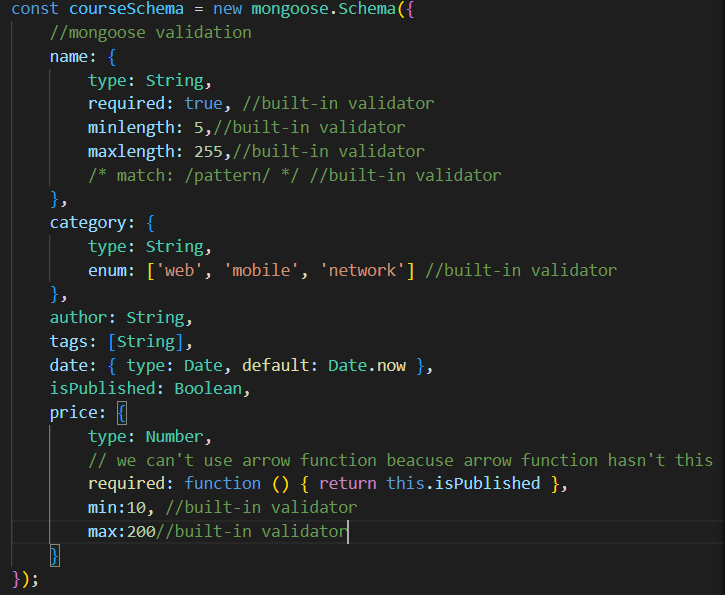 const courseSchema = new mongoose.Schema({
    //mongoose validation
    name: {
        type: String,
        required: true, //built-in validator
        minlength: 5,//built-in validator
        maxlength: 255,//built-in validator
        /* match: /pattern/ */ //built-in validator
    },
    category: {
        type: String,
        enum: ['web', 'mobile', 'network'] //built-in validator
    },
    author: String,
    tags: [String],
    date: { type: Date, default: Date.now },
    isPublished: Boolean,
    price: {
        type: Number,
        // we can't use arrow function beacuse arrow function hasn't this
        required: function () { return this.isPublished },
        min:10, //built-in validator
        max:200//built-in validator
    }
});